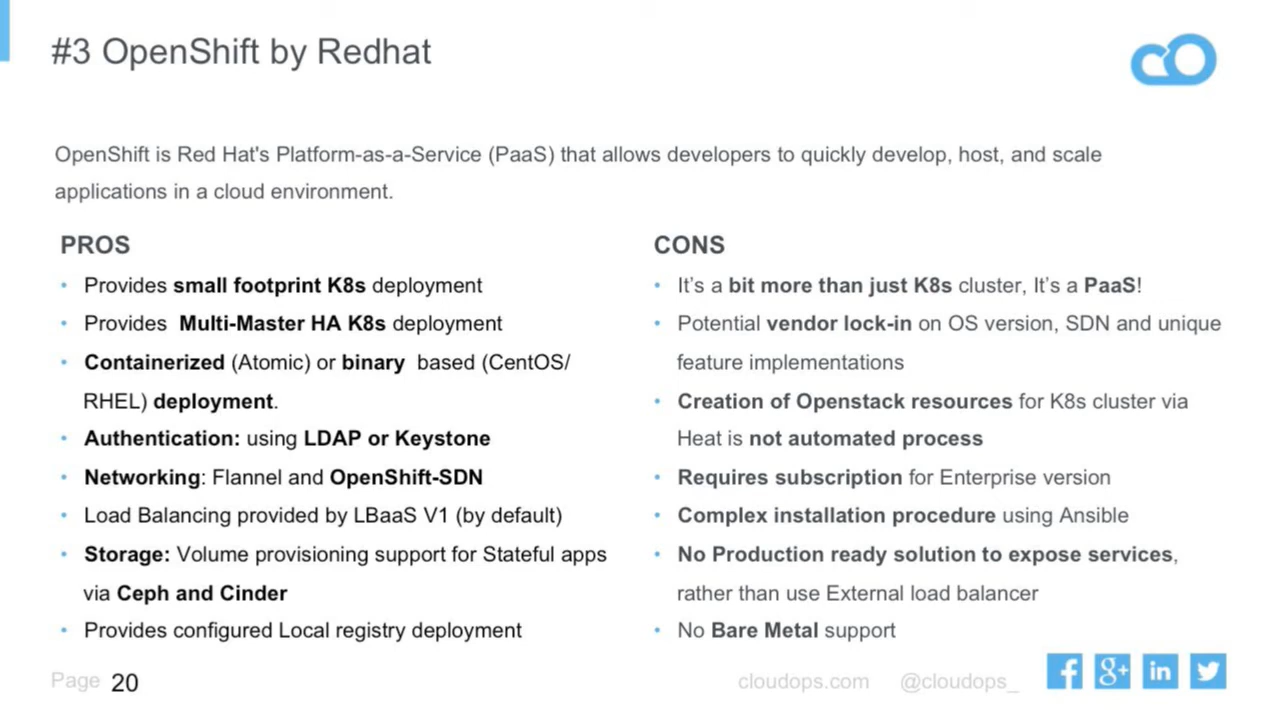 #3 OpenShift by Redhat
OpenShift is Red Hat's Platform-as-a-Service (PaaS) that allows developers to quickly develop, host, and scale
applications in a cloud environment.
PROS
• Provides small footprint K8s deployment
• Provides Multi-Master HA K8s deployment
• Containerized (Atomic) or binary based (CentOS/
RHEL) deployment.
• Authentication: using LDAP or Keystone
• Networking: Flannel and OpenShift-SDN
• Load Balancing provided by LBaaS V1 (by default)
• Storage: Volume provisioning support for Stateful apps
via Ceph and Cinder
• Provides configured Local registry deployment
CONS
• It’s a bit more than just K8s cluster, It’s a PaaS!
• Potential vendor lock-in on OS version, SDN and unique
feature implementations
• Creation of Openstack resources for K8s cluster via
Heat is not automated process
• Requires subscription for Enterprise version
• Complex installation procedure using Ansible
• No Production ready solution to expose services,
rather than use External load balancer
• No Bare Metal support
Page 20
cloudops.com @cloudops_
f g+ in